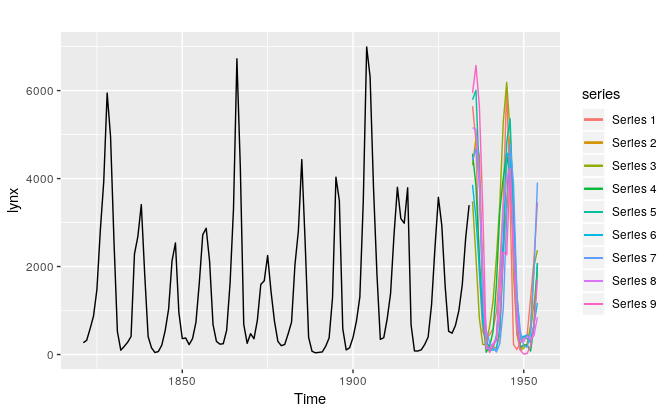 6000
4000
2000
0
lynx
1850
1900
1950
Time
series
Series 1
Series 2
Series 3
Series 4
Series 5
Series 6
Series 7
Series 8
Series 9